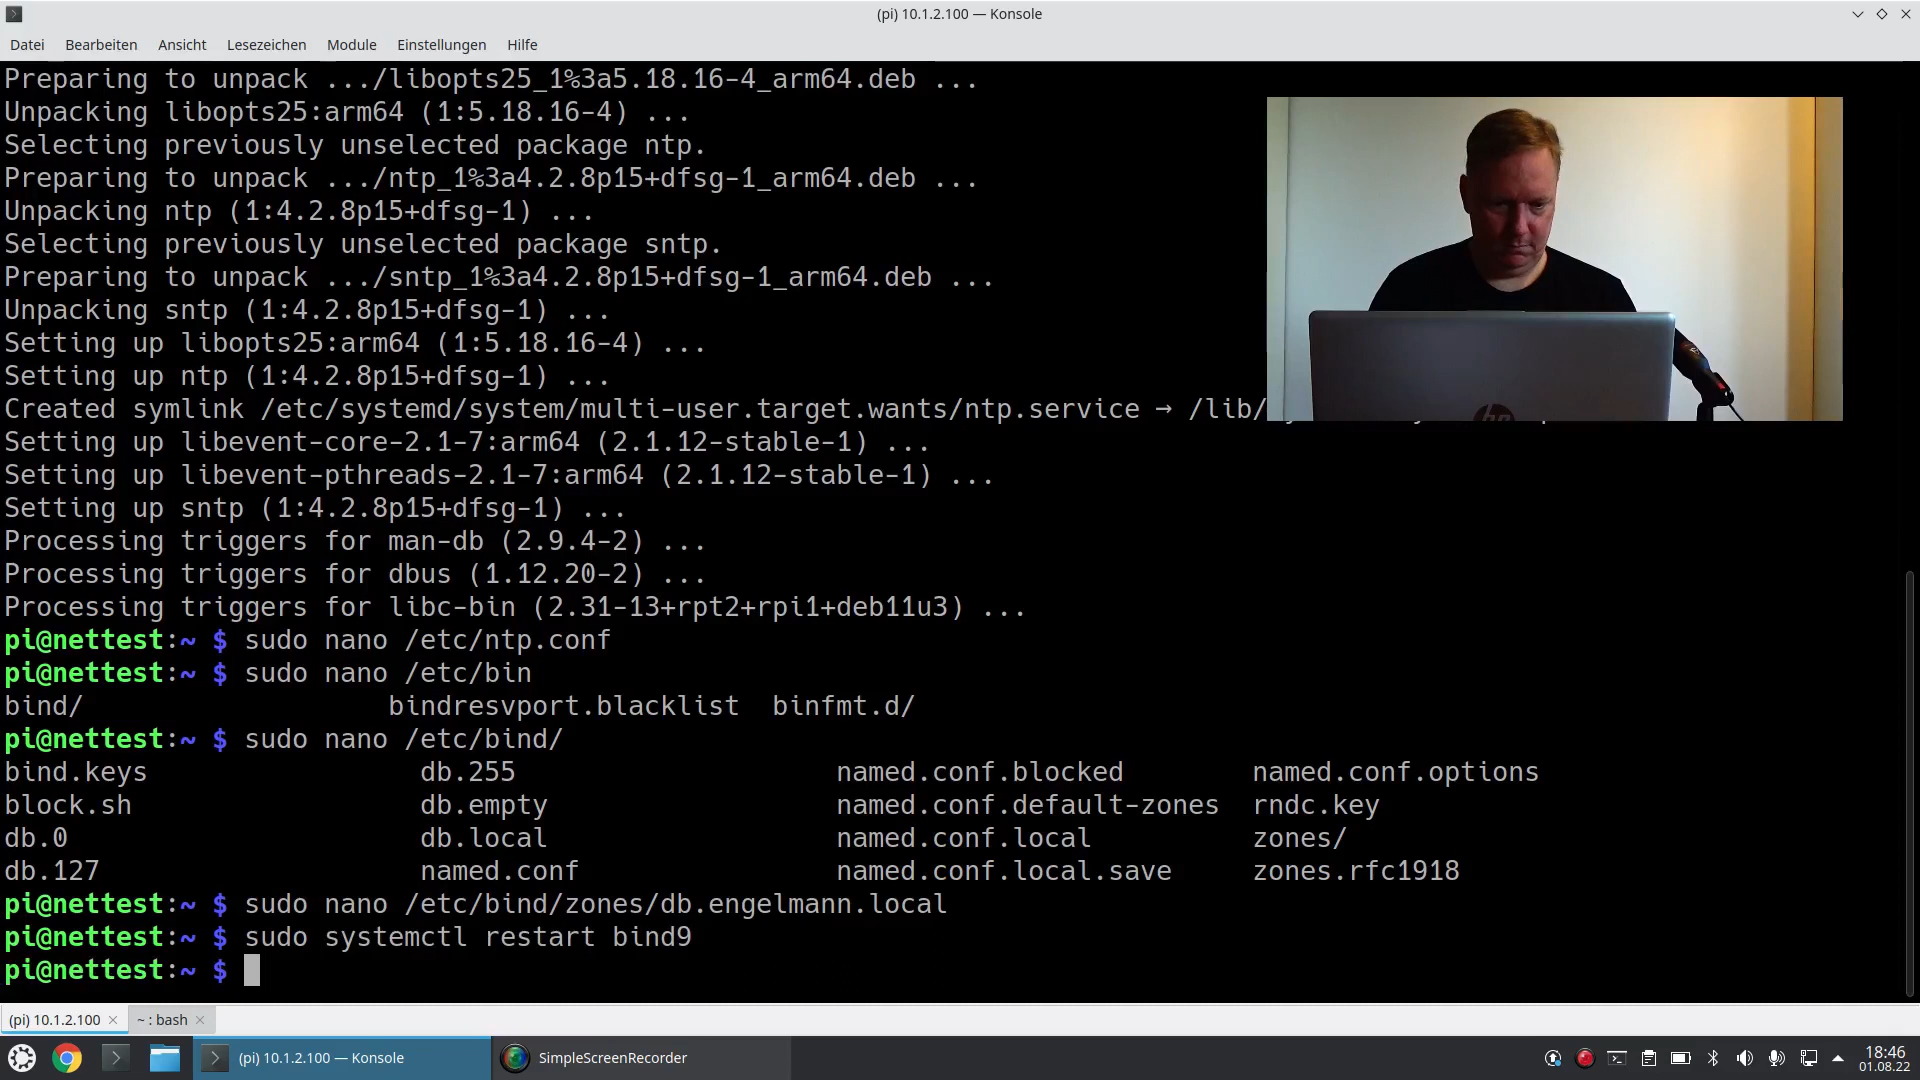 (pi) 10.1.2.100 — Konsole
Datei Bearbeiten Ansicht Lesezeichen Module Einstellungen Hilfe
Preparing to unpack .../libopts25_1%3a5.18.16-4_arm64.deb ...
Unpacking libopts25:arm64 (1:5.18.16-4) ...
Selecting previously unselected package ntp.
Preparing to unpack .../ntp_1%3a4.2.8p15+dfsg-1_arm64.deb ...
Unpacking ntp (1:4.2.8p15+dfsg-1) ...
Selecting previously unselected package sntp.
Preparing to unpack .../sntp_1%3a4.2.8p15+dfsg-1_arm64.deb ...
Unpacking sntp (1:4.2.8p15+dfsg-1) ...
Setting up libopts25:arm64 (1:5.18.16-4) ...
Setting up ntp (1:4.2.8p15+dfsg-1) ...
Created symlink /etc/systemd/system/multi-user.target.wants/ntp.service → /lib/
Setting up libevent-core-2.1-7:arm64 (2.1.12-stable-1) ...
Setting up libevent-pthreads-2.1-7:arm64 (2.1.12-stable-1) ...
Setting up sntp (1:4.2.8p15+dfsg-1) ...
Processing triggers for man-db (2.9.4-2) ...
Processing triggers for dbus (1.12.20-2) ...
Processing triggers for libc-bin (2.31-13+rpt2+rpi1+deb11u3) ...
pi@nettest:~ $ sudo nano /etc/ntp.conf
pi@nettest:~ $ sudo nano /etc/bin
bind/ bindresvport.blacklist binfmt.d/
pi@nettest:~ $ sudo nano /etc/bind/
bind.keys db.255 named.conf.blocked named.conf.options
block.sh db.empty named.conf.default-zones rndc.key
db.0 db.local named.conf.local zones/
db.127 named.conf named.conf.local.save zones.rfc1918
pi@nettest:~ $ sudo nano /etc/bind/zones/db.engelmann.local
pi@nettest:~ $ sudo systemctl restart bind9
pi@nettest:~ $
(pi) 10.1.2.100 ~ : bash
(pi) 10.1.2.100 — Konsole SimpleScreenRecorder 18:46
01.08.22